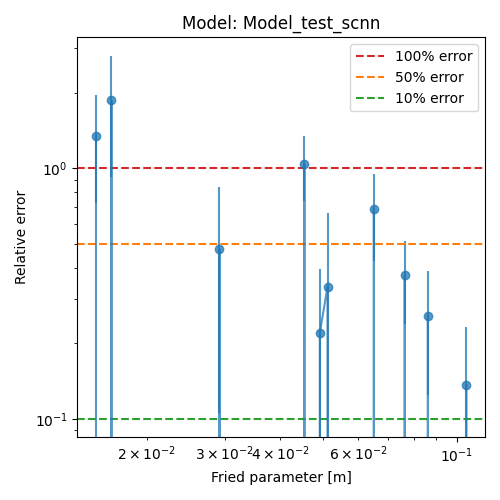 Model: Model_test_scnn
100% error
50% error
10% error
Relative error
10⁰
10⁻¹
2 × 10⁻² 3 × 10⁻² 4 × 10⁻² 6 × 10⁻² 10⁻¹
Fried parameter [m]